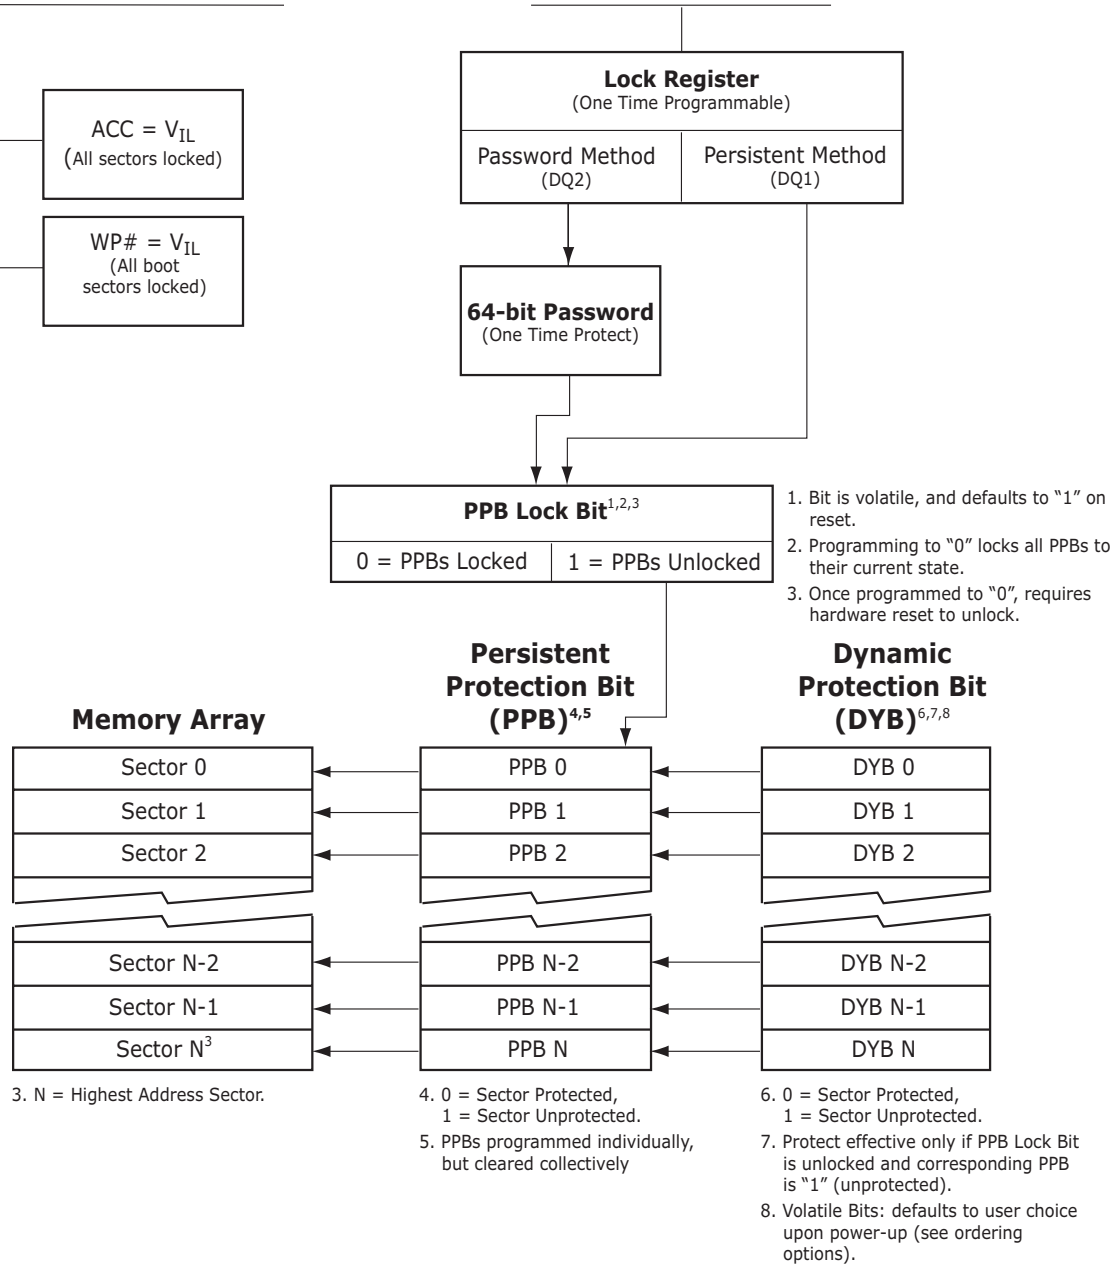 Lock Register
(One Time Programmable)
Password Method
(DQ2)
Persistent Method
(DQ1)
ACC = VIL
(All sectors locked)
WP# = VIL
(All boot
sectors locked)
64-bit Password
(One Time Protect)
PPB Lock Bit1,2,3
0 = PPBs Locked
1 = PPBs Unlocked
1. Bit is volatile, and defaults to “1” on
reset.
2. Programming to “0” locks all PPBs to
their current state.
3. Once programmed to “0”, requires
hardware reset to unlock.
Memory Array
Persistent
Protection Bit
(PPB)4,5
Dynamic
Protection Bit
(DYB)6,7,8
Sector 0
PPB 0
DYB 0
Sector 1
PPB 1
DYB 1
Sector 2
PPB 2
DYB 2
Sector N-2
PPB N-2
DYB N-2
Sector N-1
PPB N-1
DYB N-1
Sector N3
PPB N
DYB N
3. N = Highest Address Sector.
4. 0 = Sector Protected,
1 = Sector Unprotected.
5. PPBs programmed individually,
but cleared collectively
6. 0 = Sector Protected,
1 = Sector Unprotected.
7. Protect effective only if PPB Lock Bit
is unlocked and corresponding PPB
is “1” (unprotected).
8. Volatile Bits: defaults to user choice
upon power-up (see ordering
options).